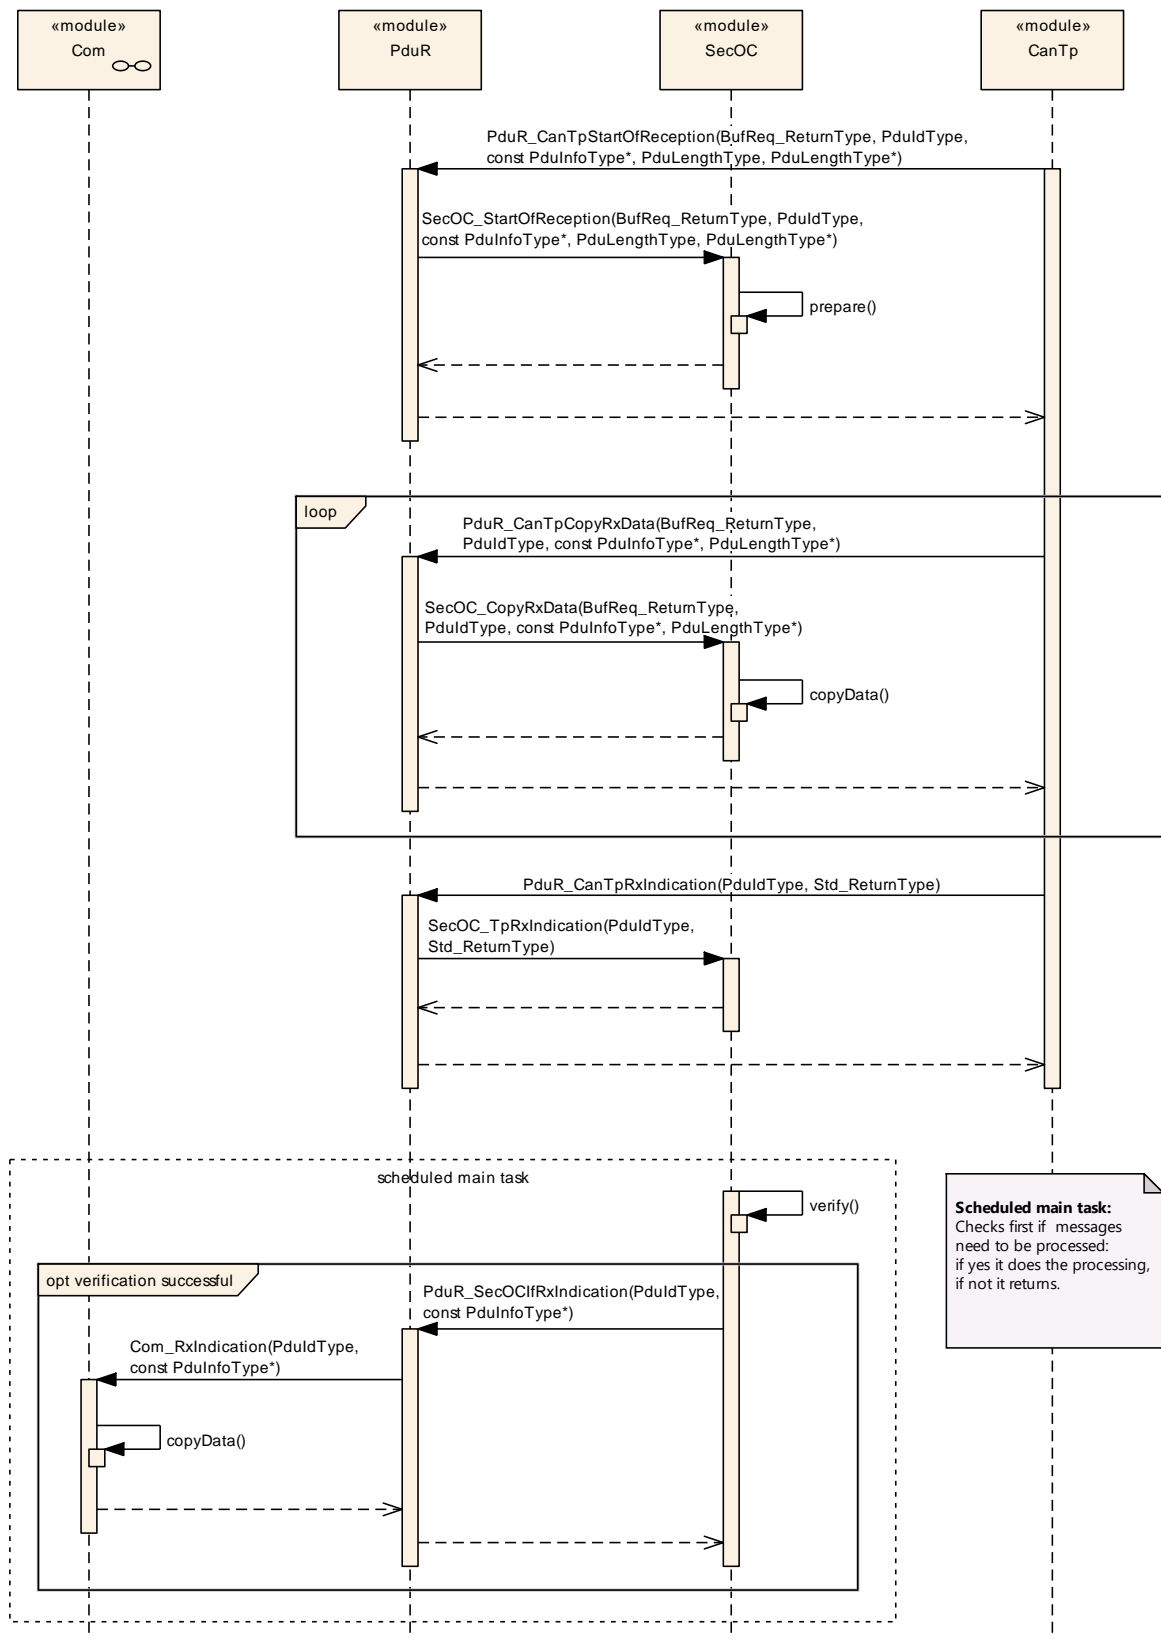 «module»
Com
«module»
PduR
«module»
SecOC
«module»
CanTp
PduR_CanTpStartOfReception(BufReq_ReturnType, PduIdType,
const PduInfoType*, PduLengthType, PduLengthType*)
SecOC_StartOfReception(BufReq_ReturnType, PduIdType,
const PduInfoType*, PduLengthType, PduLengthType*)
prepare()
loop
PduR_CanTpCopyRxData(BufReq_ReturnType,
PduIdType, const PduInfoType*, PduLengthType*)
SecOC_CopyRxData(BufReq_ReturnType,
PduIdType, const PduInfoType*, PduLengthType*)
copyData()
PduR_CanTpRxIndication(PduIdType, Std_ReturnType)
SecOC_TpRxIndication(PduIdType,
Std_ReturnType)
scheduled main task
verify()
Scheduled main task:
Checks first if messages
need to be processed:
if yes it does the processing,
if not it returns.
opt verification successful
PduR_SecOCIfRxIndication(PduIdType,
const PduInfoType*)
Com_RxIndication(PduIdType,
const PduInfoType*)
copyData()